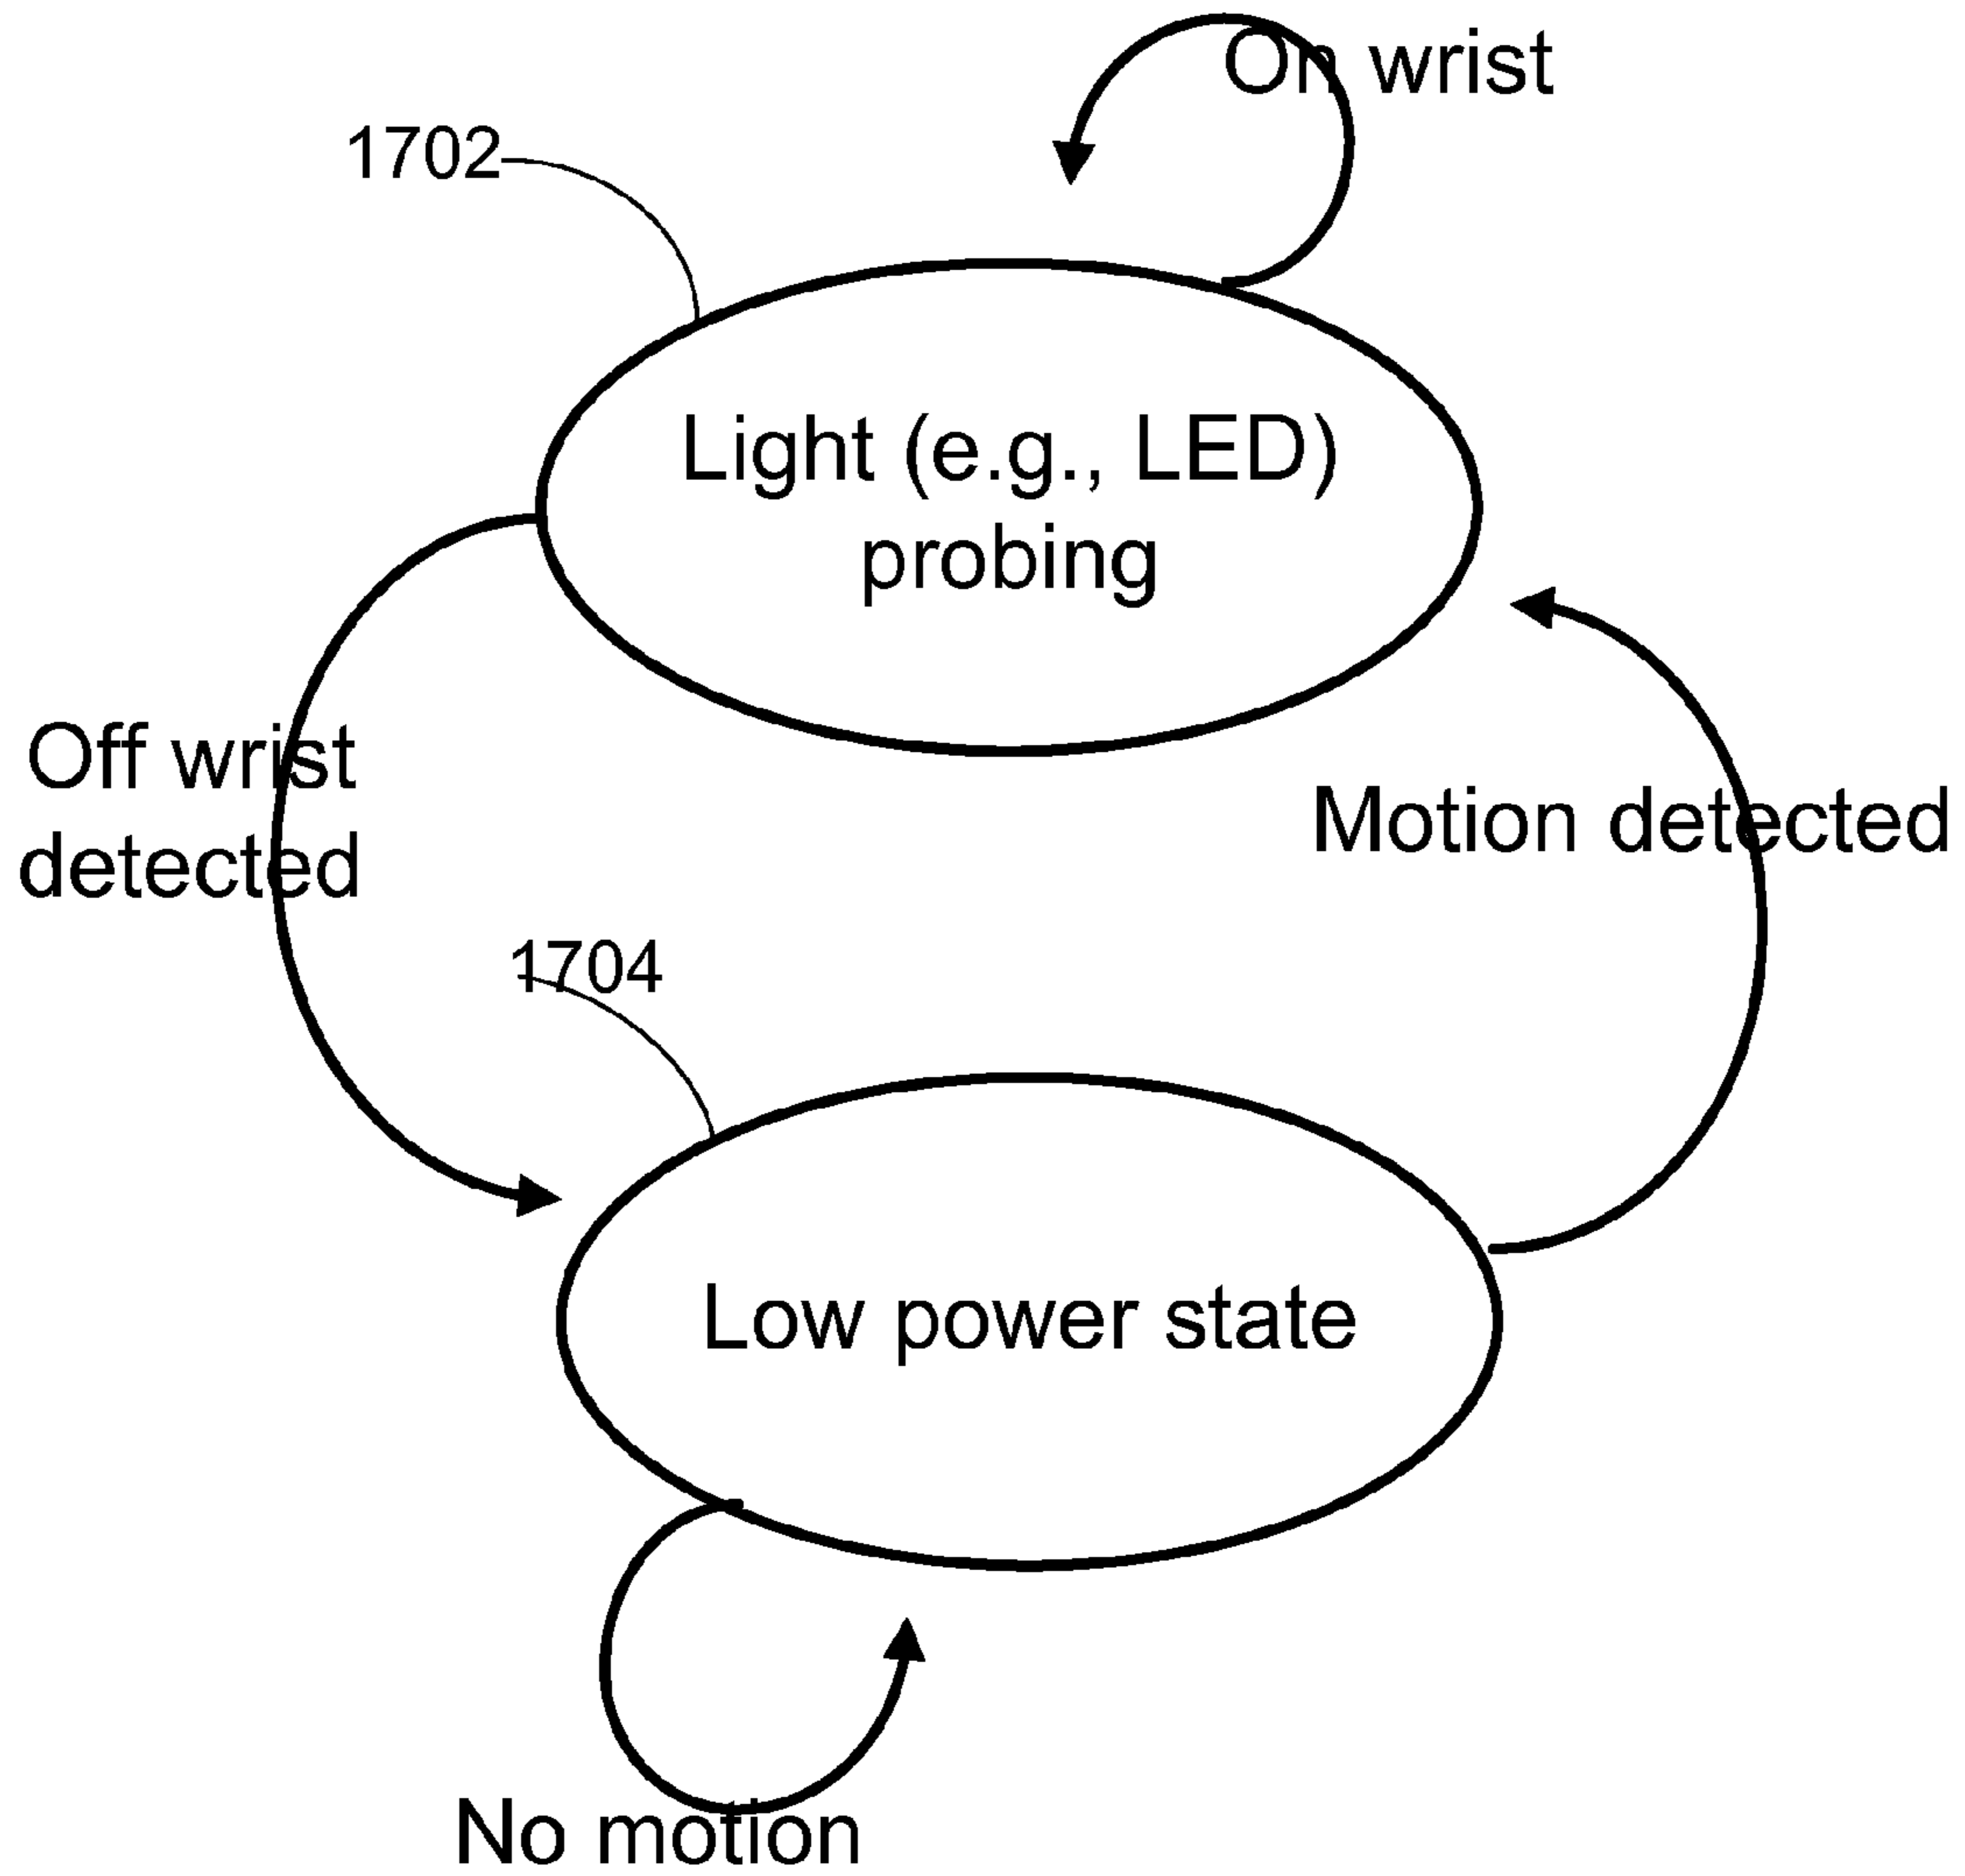 On wrist
1702
Light (e.g., LED)
probing
Off wrist
detected
Motion detected
1704
Low power state
No motion